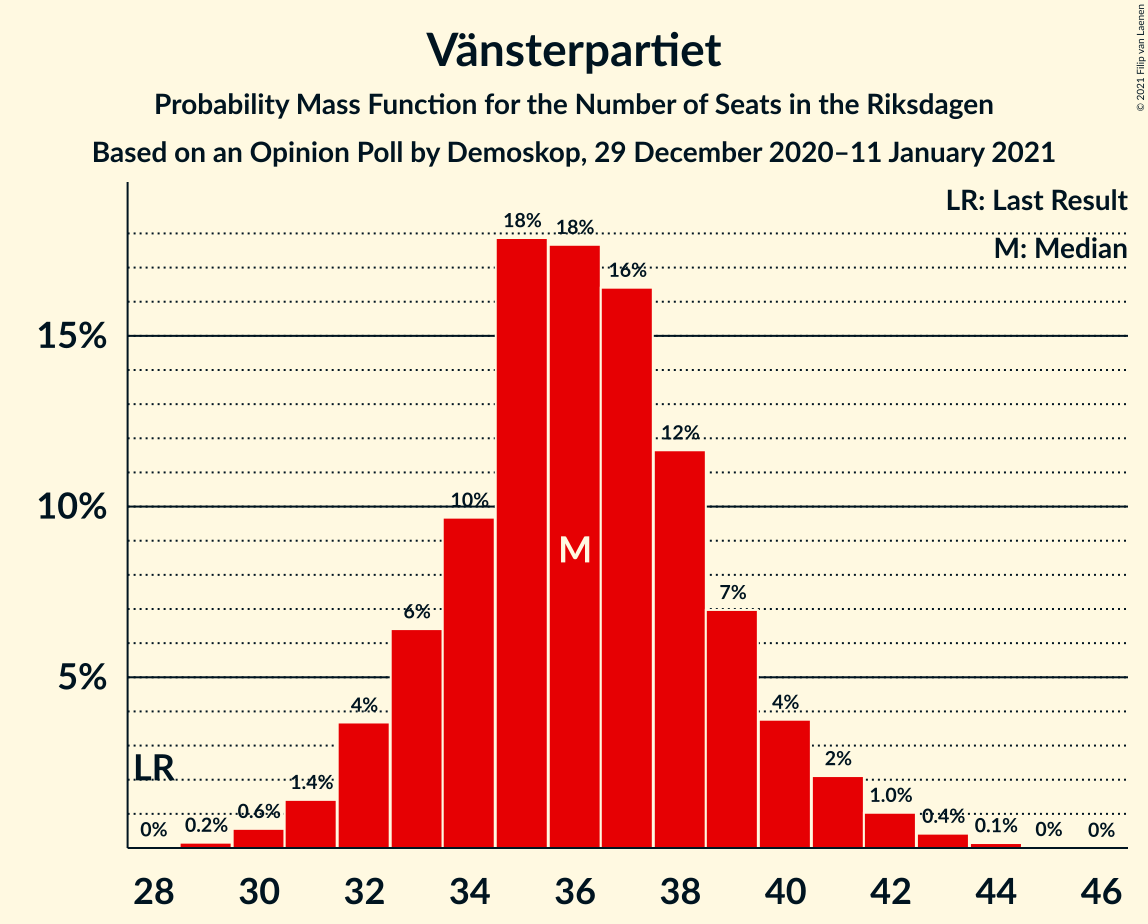 Vänsterpartiet
Probability Mass Function for the Number of Seats in the Riksdagen
Based on an Opinion Poll by Demoskop, 29 December 2020–11 January 2021
© 2021 Filip van Laenen
LR: Last Result
M: Median
15%
10%
5%
LR
M
0%
0.2%
0.6%
1.4%
4%
6%
10%
18%
18%
16%
12%
7%
4%
2%
1.0%
0.4%
0.1%
0%
0%
28 30 32 34 36 38 40 42 44 46